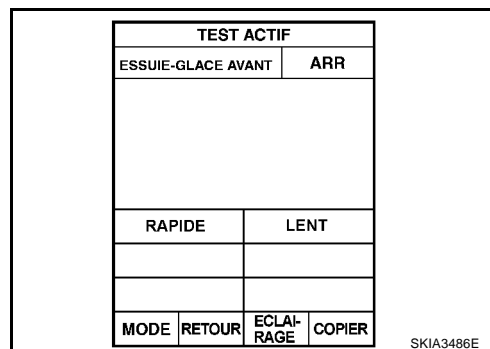 TEST ACTIF
ESSUIE-GLACE AVANT ARR
RAPIDE LENT
MODE RETOUR ECLAI-
RAGE COPIER
SKIA3486E